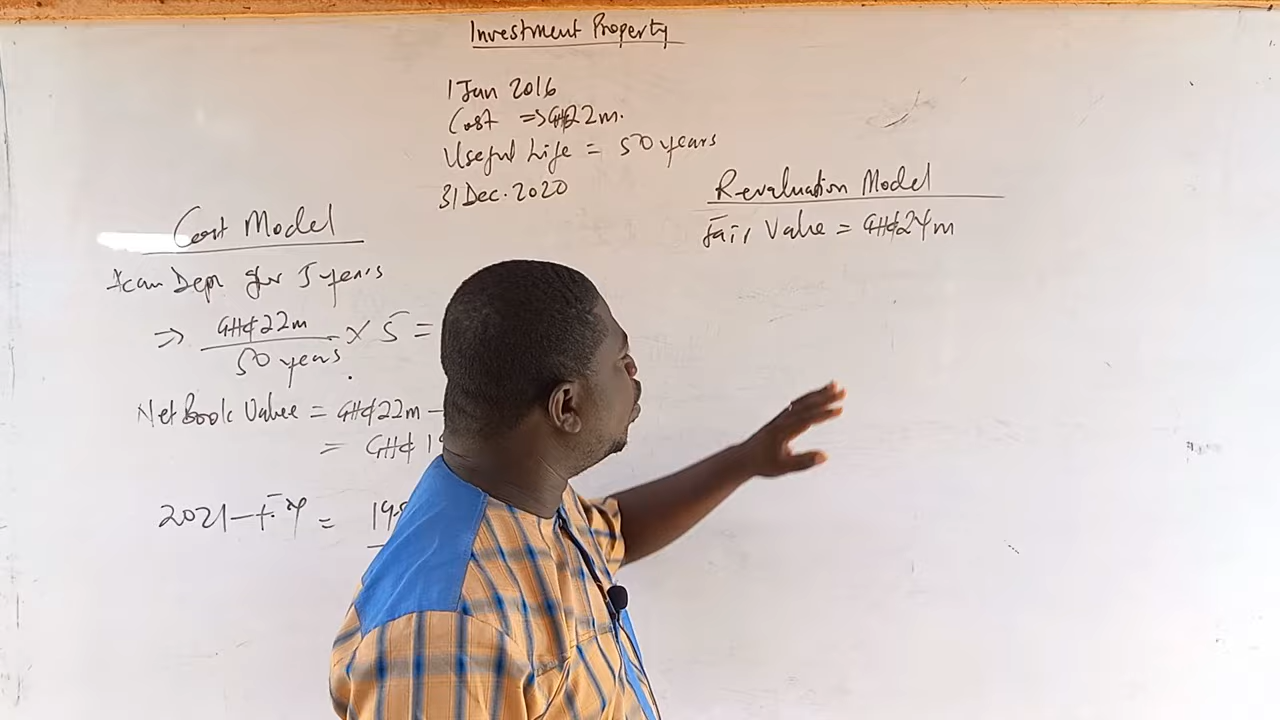 Investment Property
1 Jan 2016
Cost => GH¢22m.
Useful Life = 50 years
31 Dec. 2020
Cost Model
Acan Depr for 5 years
=> GH¢22m
50 years
× 5 =
Net Book Value = GH¢22m -
= GH¢ 19
2021 - F.Y = 19.
Revaluation Model
Fair Value = GH¢24m